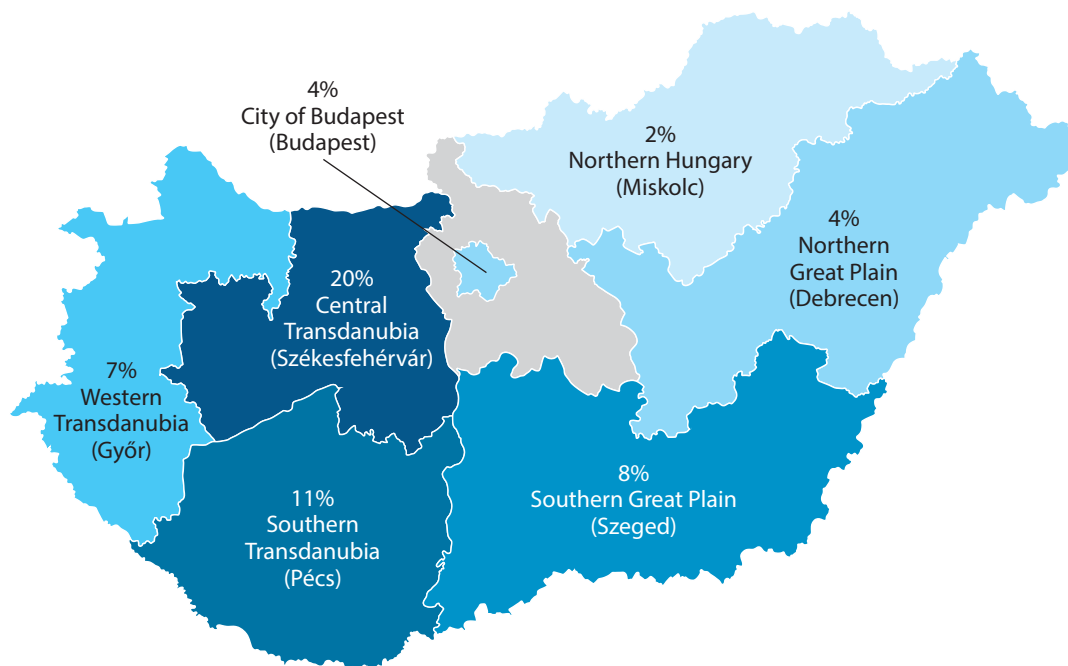 4%
City of Budapest
(Budapest)
2%
Northern Hungary
(Miskolc)
4%
Northern
Great Plain
(Debrecen)
20%
Central
Transdanubia
(Székesfehérvár)
7%
Western
Transdanubia
(Győr)
8%
Southern Great Plain
(Szeged)
11%
Southern
Transdanubia
(Pécs)